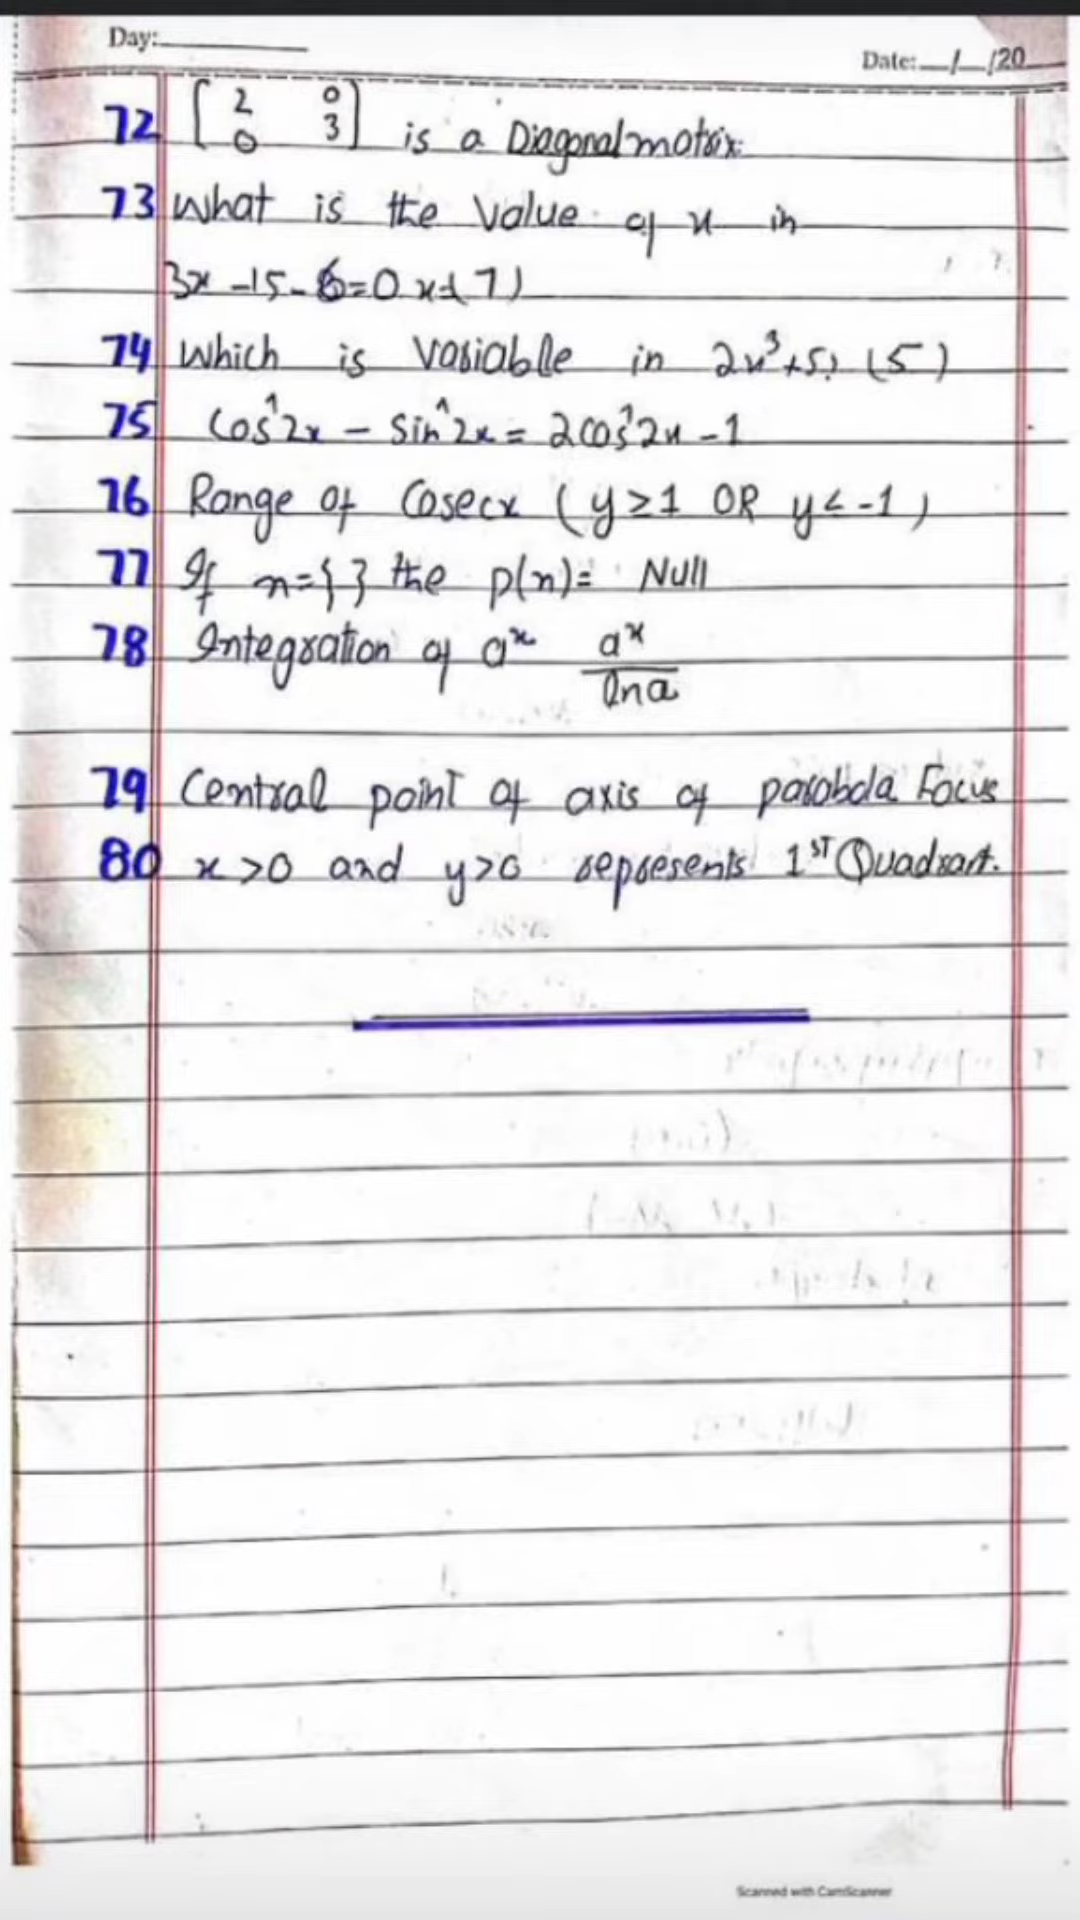 Day:
Date: / /20
72 [2 0
0 3] is a Diagonal matrix.
73 What is the Value of x in
3x -15 - 6=0 x=(7)
74 Which is Variable in 2x³+5? (5)
75 Cos²2x - Sin²2x = 2cos²2x -1
76 Range of Cosecx (y≥1 OR y≤-1)
77 If n={} the p(n)= Null
78 Integration of aˣ aˣ
lna
79 Central point of axis of parabola Focus
80 x>0 and y>0 represents 1ST Quadrant.
Scanned with CamScanner